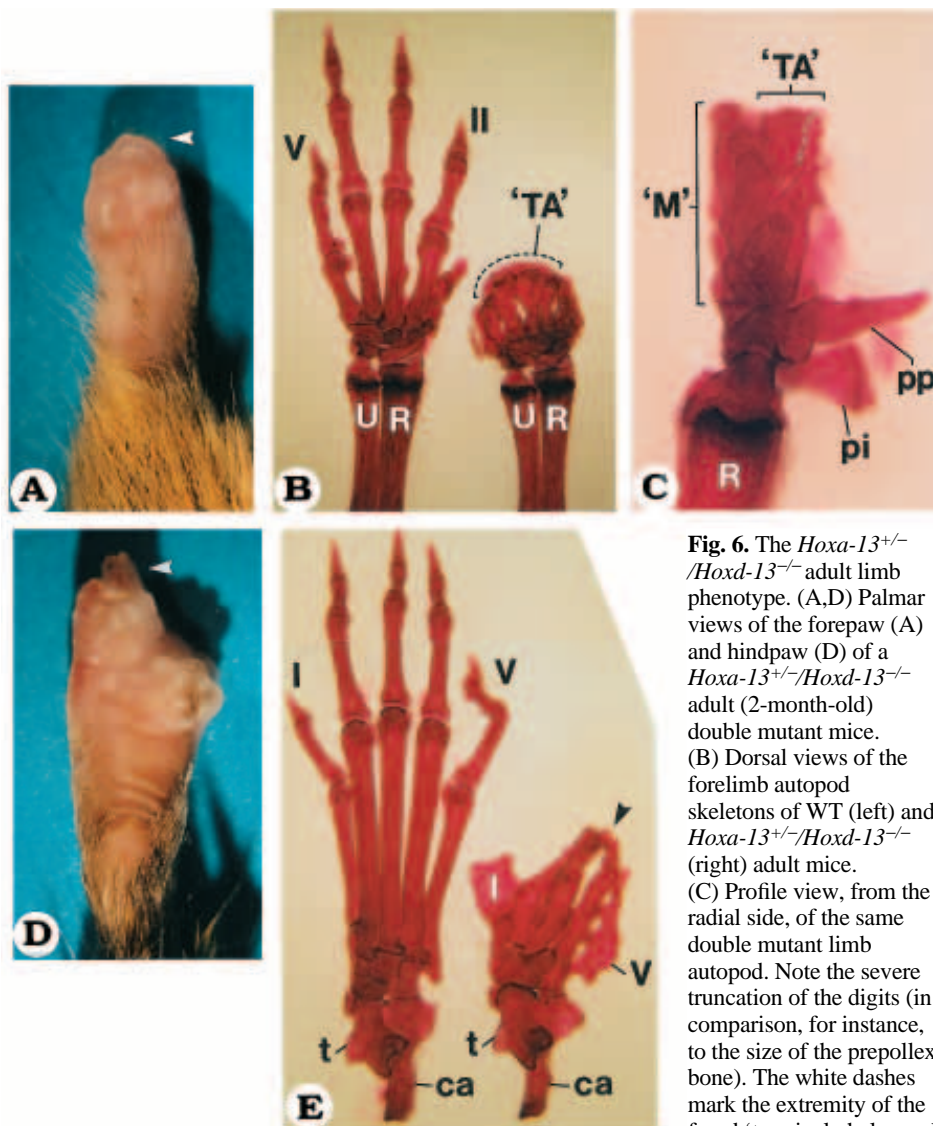 A
V
II
'TA'
U R
U R
B
'TA'
'M'
pp
pi
R
C
D
I
V
I
V
t
ca
t
ca
E
Fig. 6. The Hoxa-13+/−
/Hoxd-13−/− adult limb
phenotype. (A,D) Palmar
views of the forepaw (A)
and hindpaw (D) of a
Hoxa-13+/−/Hoxd-13−/−
adult (2-month-old)
double mutant mice.
(B) Dorsal views of the
forelimb autopod
skeletons of WT (left) and
Hoxa-13+/−/Hoxd-13−/−
(right) adult mice.
(C) Profile view, from the
radial side, of the same
double mutant limb
autopod. Note the severe
truncation of the digits (in
comparison, for instance,
to the size of the prepollex
bone). The white dashes
mark the extremity of the